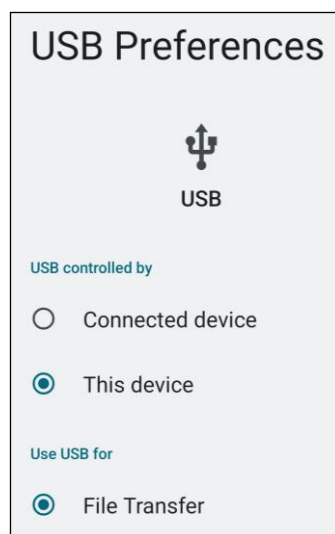 USB Preferences
USB
USB controlled by
Connected device
This device
Use USB for
File Transfer